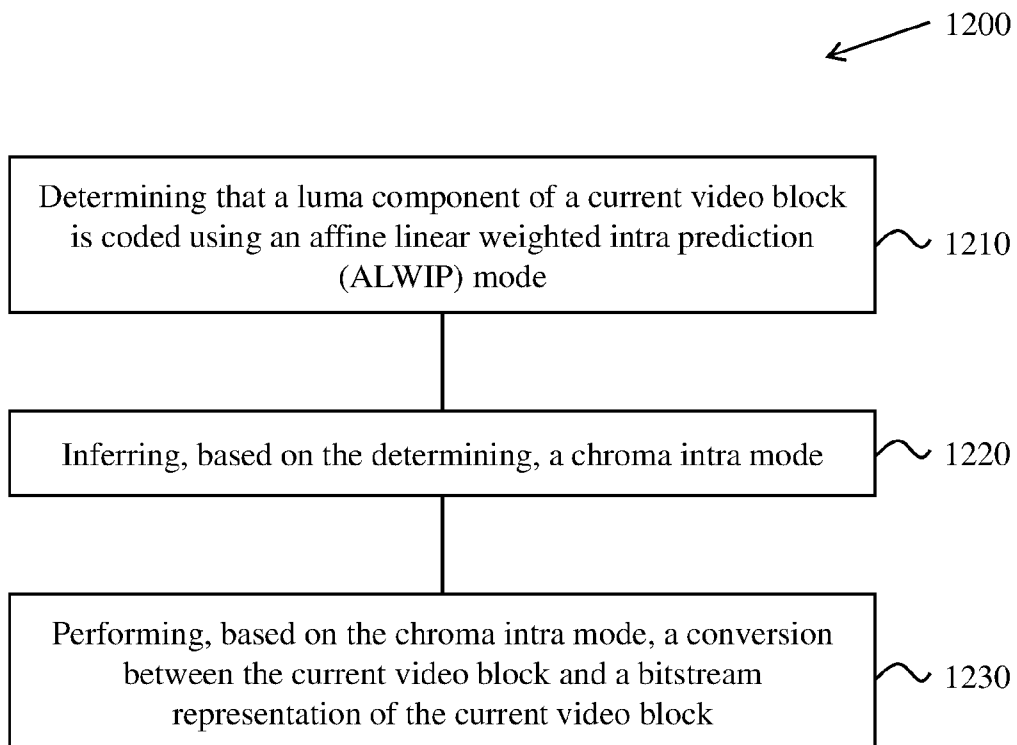 1200
Determining that a luma component of a current video block
is coded using an affine linear weighted intra prediction
(ALWIP) mode
1210
Inferring, based on the determining, a chroma intra mode
1220
Performing, based on the chroma intra mode, a conversion
between the current video block and a bitstream
representation of the current video block
1230